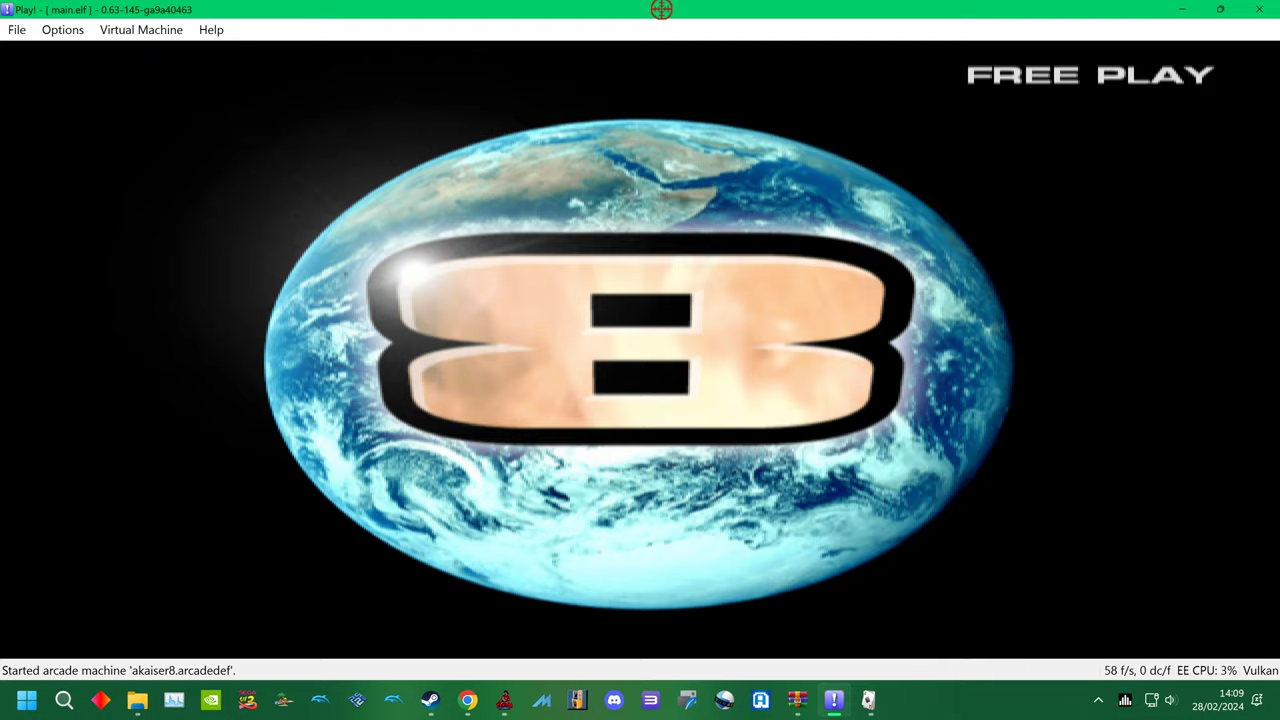 Play! - [ main.elf ] - 0.63-145-ga9a40463
File Options Virtual Machine Help
FREE PLAY
8
Started arcade machine 'akaiser8.arcadedef'.
58 f/s, 0 dc/f EE CPU: 3% Vulkan
14:09
28/02/2024